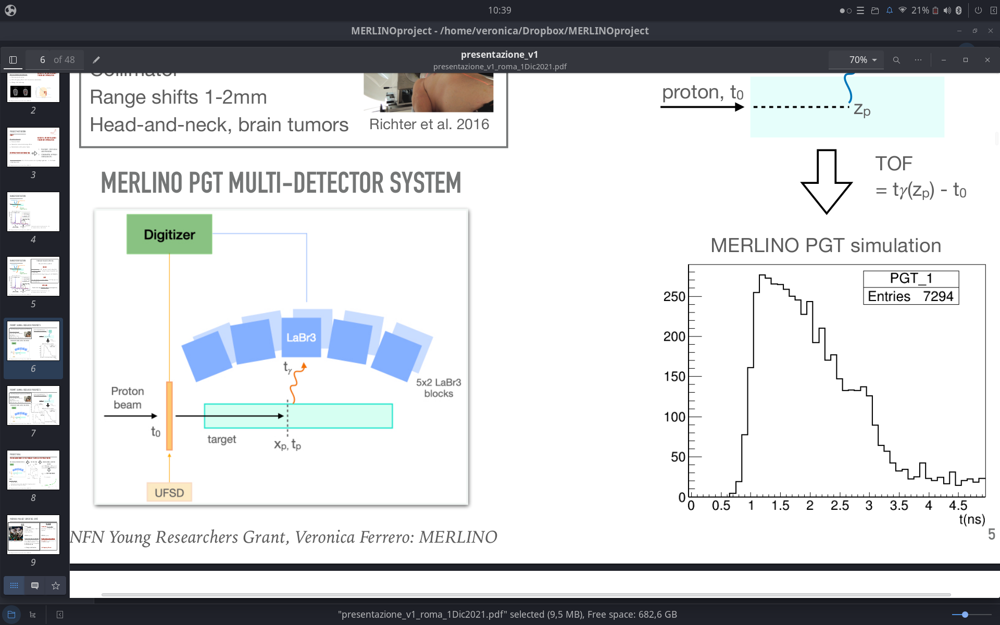 10:39
21%
MERLINOproject - /home/veronica/Dropbox/MERLINOproject
6 of 48
presentazione_v1
presentazione_v1_roma_1Dic2021.pdf
70%
2
3
4
5
6
7
8
9
Collimator
Range shifts 1-2mm
Head-and-neck, brain tumors
Richter et al. 2016
MERLINO PGT MULTI-DETECTOR SYSTEM
Digitizer
LaBr3
tγ
5x2 LaBr3
blocks
Proton
beam
t0
target
xp, tp
UFSD
proton, t0
zp
TOF
= tγ(zp) - t0
MERLINO PGT simulation
PGT_1
Entries 7294
250
200
150
100
50
0
0 0.5 1 1.5 2 2.5 3 3.5 4 4.5
t(ns)
NFN Young Researchers Grant, Veronica Ferrero: MERLINO
5
"presentazione_v1_roma_1Dic2021.pdf" selected (9,5 MB), Free space: 682,6 GB